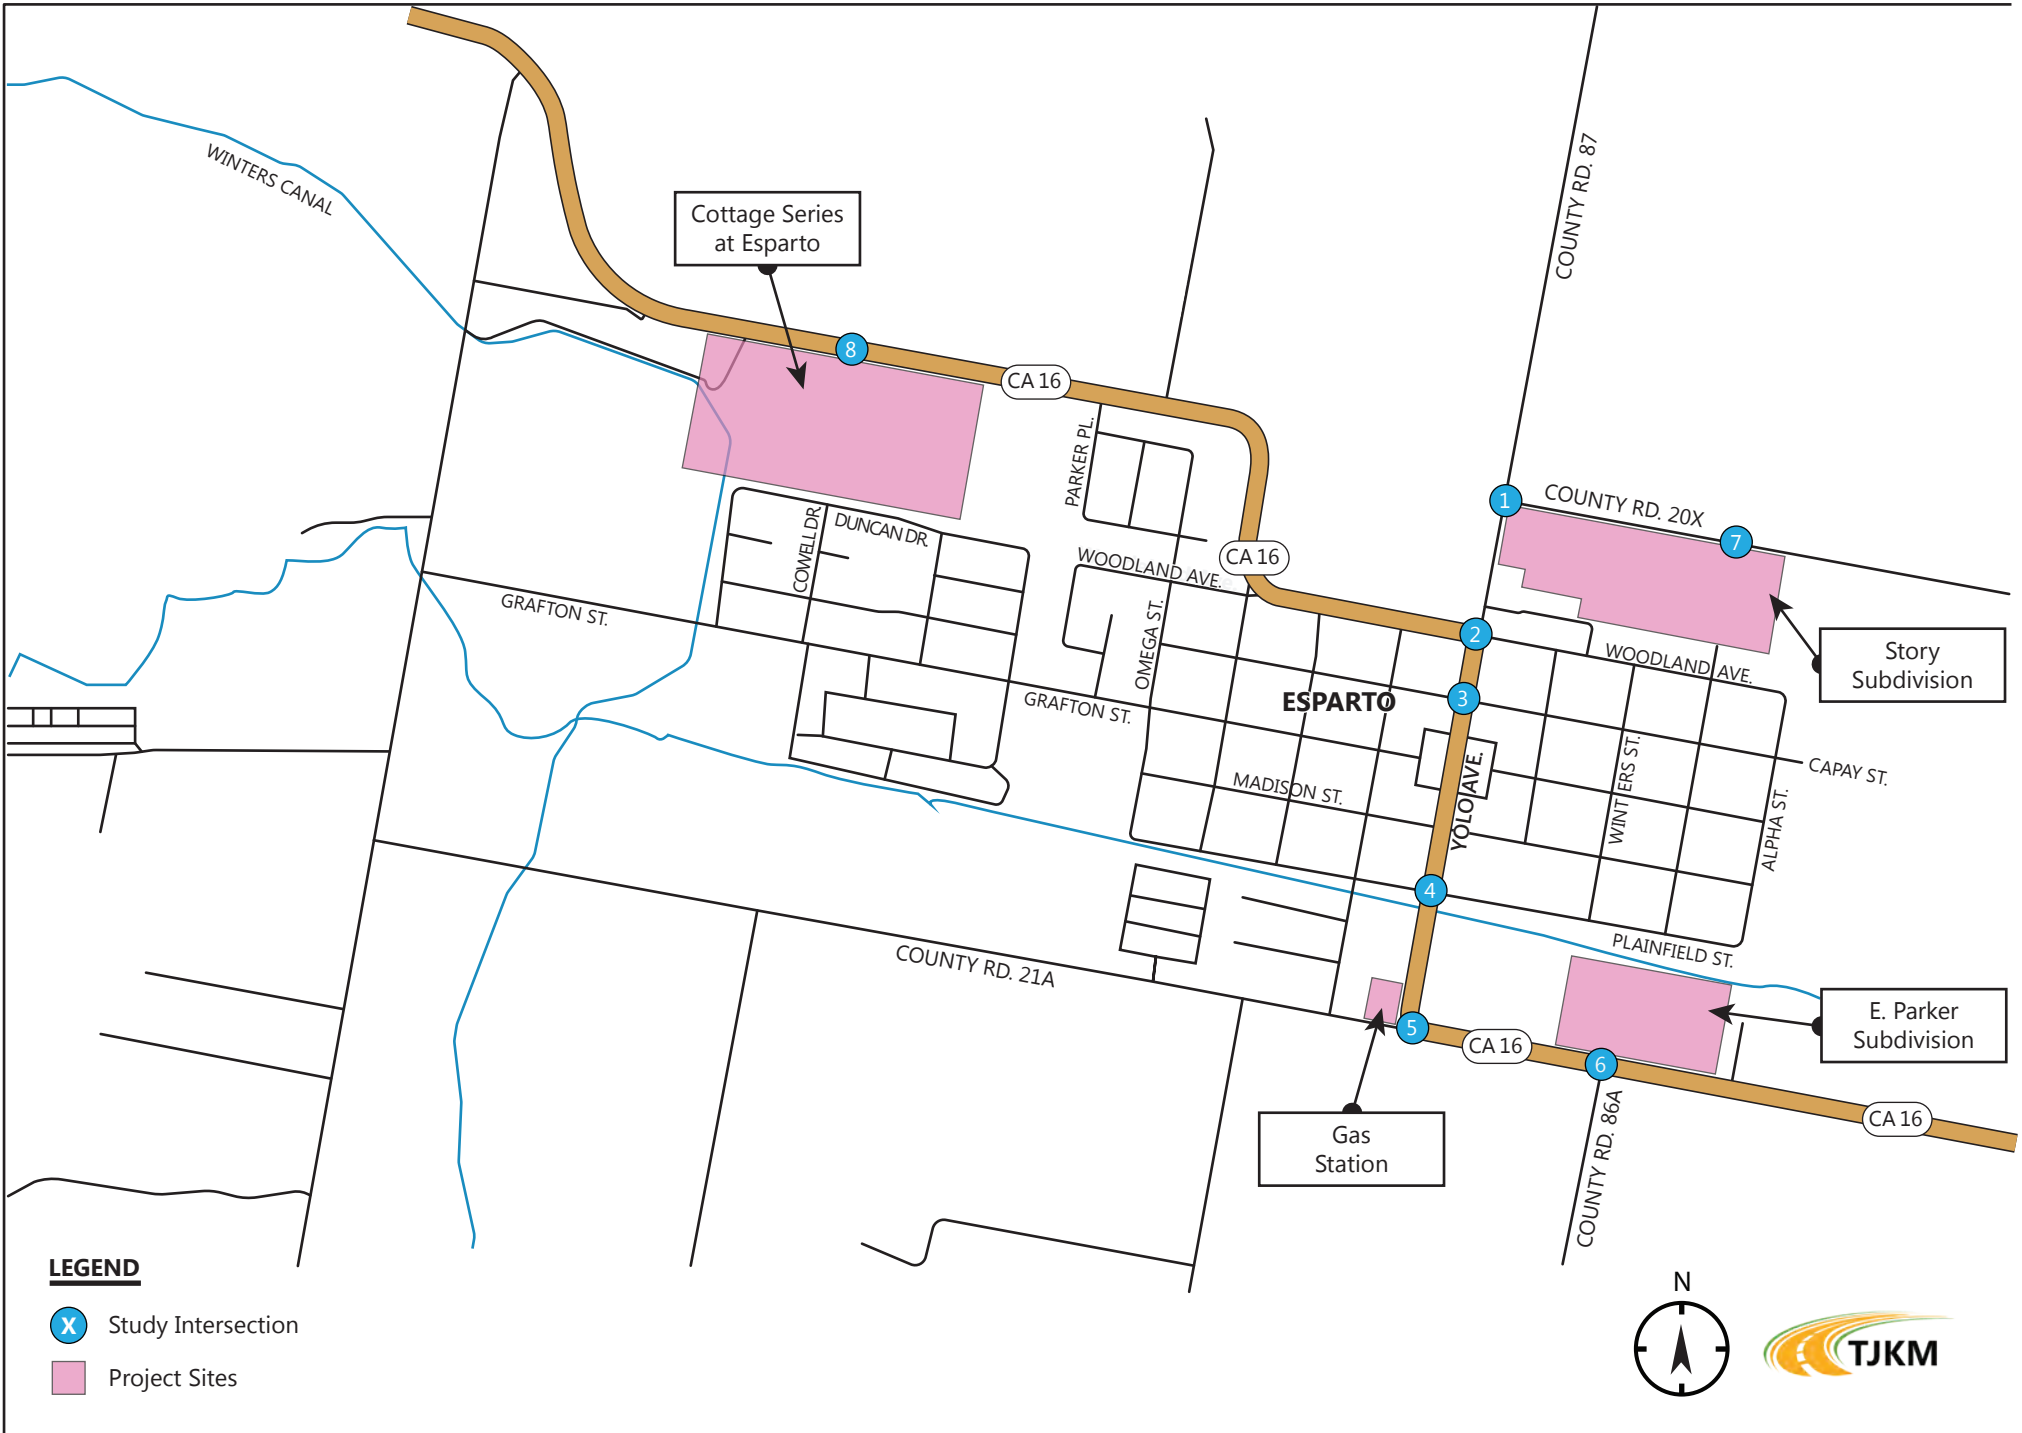 WINTERS CANAL
COUNTY RD. 87
Cottage Series
at Esparto
8
CA 16
PARKER PL.
1
COUNTY RD. 20X
7
COWELL DR.
DUNCAN DR.
WOODLAND AVE.
CA 16
GRAFTON ST.
OMEGA ST.
2
WOODLAND AVE.
Story
Subdivision
GRAFTON ST.
ESPARTO
3
CAPAY ST.
MADISON ST.
YOLO AVE.
WINTERS ST.
ALPHA ST.
4
PLAINFIELD ST.
COUNTY RD. 21A
5
CA 16
6
E. Parker
Subdivision
CA 16
Gas
Station
COUNTY RD. 86A
LEGEND
X Study Intersection
Project Sites
N
TJKM